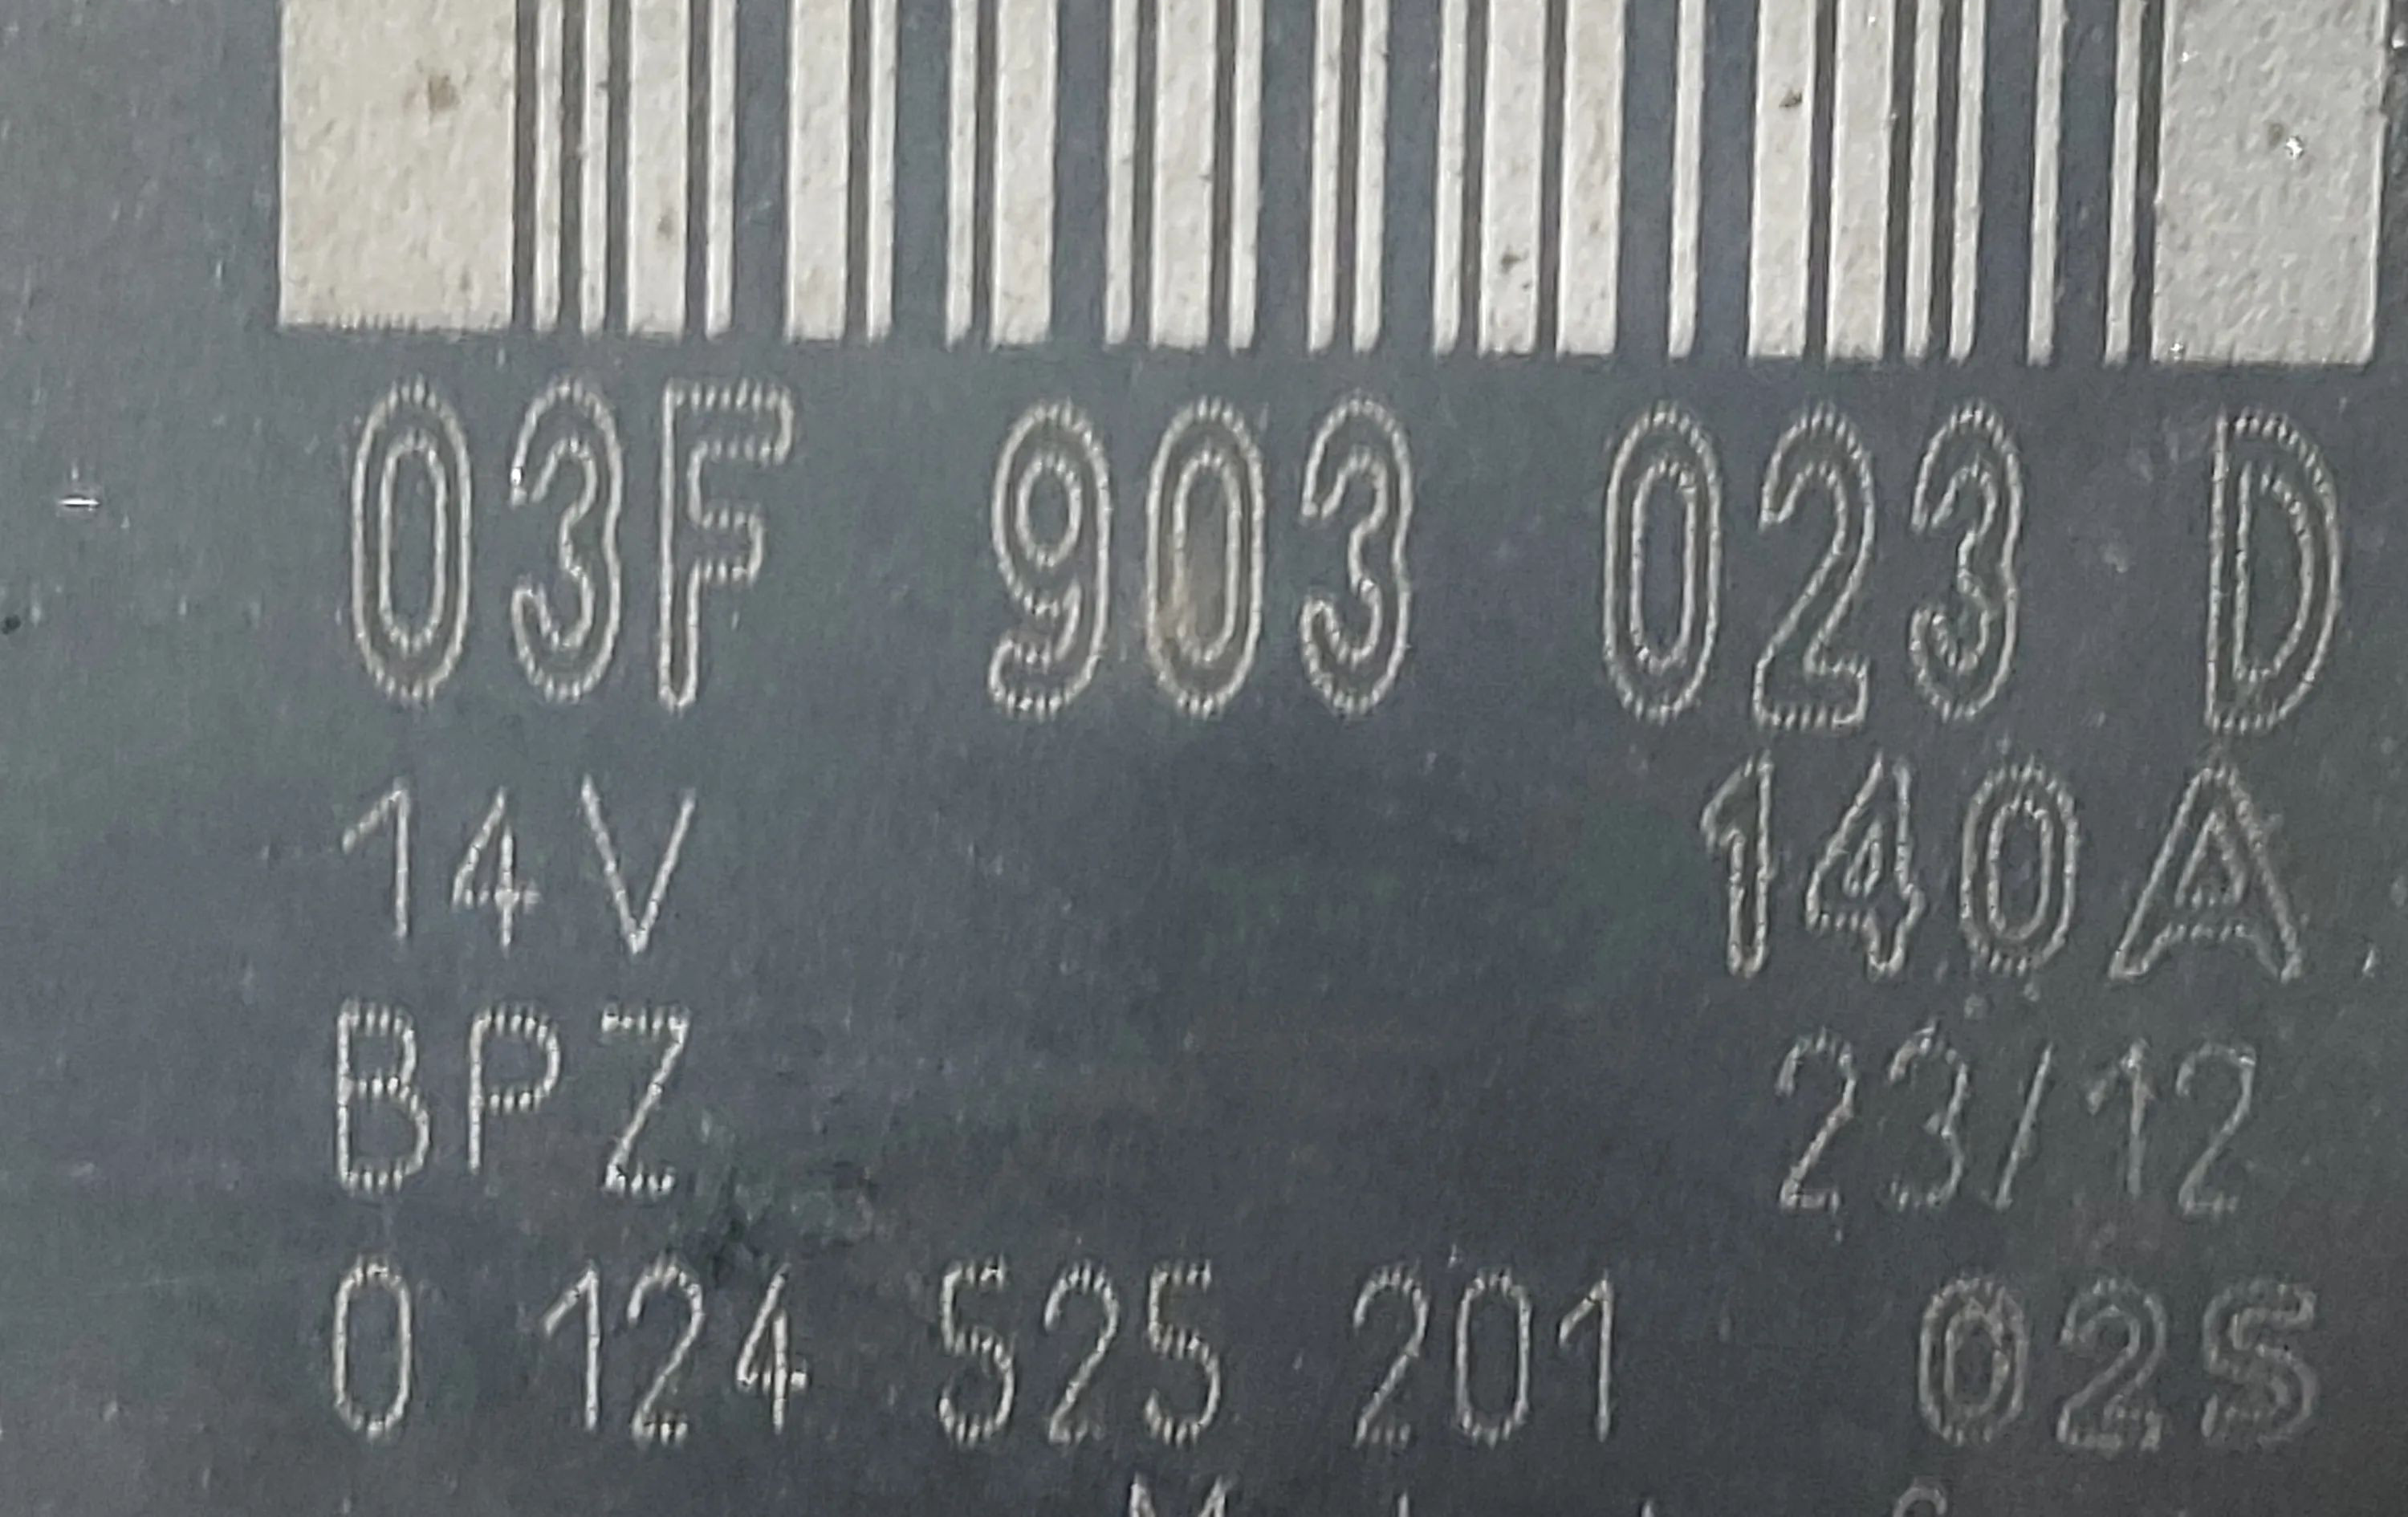 03F 903 023 D
14V 140A
BPZ 23/12
0 124 525 201 02S